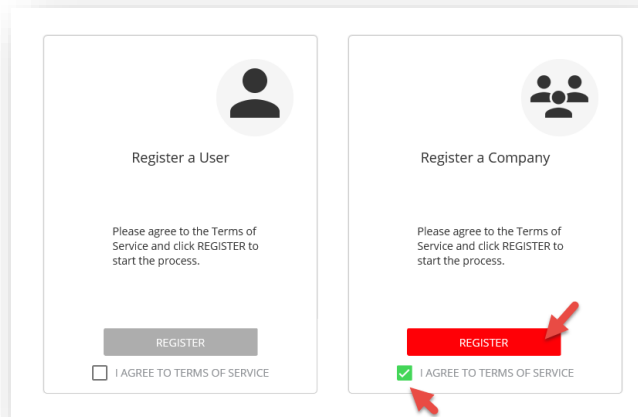 Register a User
Please agree to the Terms of
Service and click REGISTER to
start the process.
REGISTER
I AGREE TO TERMS OF SERVICE
Register a Company
Please agree to the Terms of
Service and click REGISTER to
start the process.
REGISTER
I AGREE TO TERMS OF SERVICE